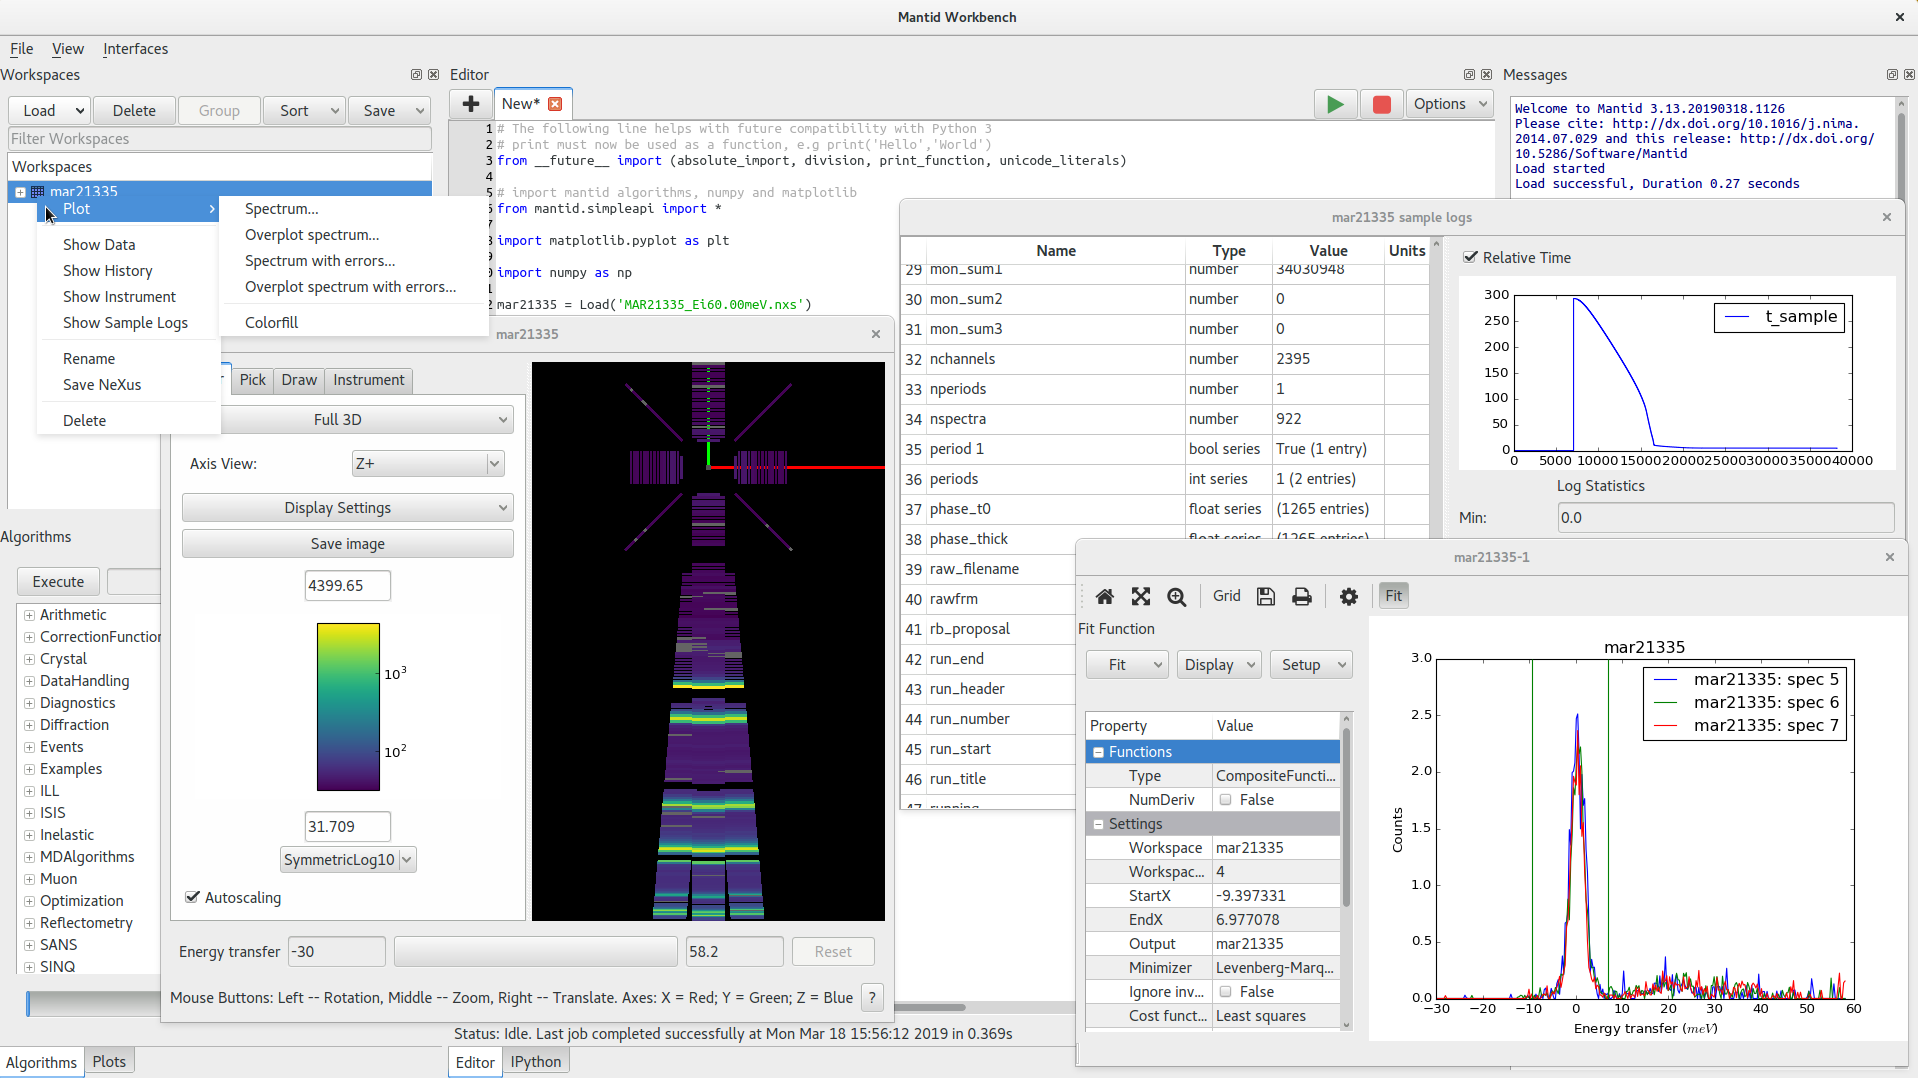 Mantid Workbench
File View Interfaces
Workspaces
Load Delete Group Sort Save
Filter Workspaces
Workspaces
mar21335
Plot
Show Data
Show History
Show Instrument
Show Sample Logs
Rename
Save NeXus
Delete
Spectrum...
Overplot spectrum...
Spectrum with errors...
Overplot spectrum with errors...
Colorfill
Algorithms
Execute
Arithmetic
CorrectionFunction
Crystal
DataHandling
Diagnostics
Diffraction
Events
Examples
ILL
ISIS
Inelastic
MDAlgorithms
Muon
Optimization
Reflectometry
SANS
SINQ
Algorithms Plots
Editor
New*
Options
1 # The following line helps with future compatibility with Python 3
2 # print must now be used as a function, e.g print('Hello','World')
3 from __future__ import (absolute_import, division, print_function, unicode_literals)
4
5 # import mantid algorithms, numpy and matplotlib
from mantid.simpleapi import *
import matplotlib.pyplot as plt
import numpy as np
mar21335 = Load('MAR21335_Ei60.00meV.nxs')
Status: Idle. Last job completed successfully at Mon Mar 18 15:56:12 2019 in 0.369s
Editor IPython
Messages
Welcome to Mantid 3.13.20190318.1126
Please cite: http://dx.doi.org/10.1016/j.nima.
2014.07.029 and this release: http://dx.doi.org/
10.5286/Software/Mantid
Load started
Load successful, Duration 0.27 seconds
mar21335
Pick Draw Instrument
Full 3D
Axis View: Z+
Display Settings
Save image
4399.65
10³
10²
31.709
SymmetricLog10
Autoscaling
Energy transfer -30 58.2 Reset
Mouse Buttons: Left -- Rotation, Middle -- Zoom, Right -- Translate. Axes: X = Red; Y = Green; Z = Blue ?
mar21335 sample logs
Name Type Value Units
29 mon_sum1 number 34030948
30 mon_sum2 number 0
31 mon_sum3 number 0
32 nchannels number 2395
33 nperiods number 1
34 nspectra number 922
35 period 1 bool series True (1 entry)
36 periods int series 1 (2 entries)
37 phase_t0 float series (1265 entries)
38 phase_thick float series (1265 entries)
39 raw_filename
40 rawfrm
41 rb_proposal
42 run_end
43 run_header
44 run_number
45 run_start
46 run_title
47 running
Relative Time
300
250
200
150
100
50
0
t_sample
0 5000 10000 15000 20000 25000 30000 35000 40000
Log Statistics
Min: 0.0
mar21335-1
Grid Fit
Fit Function
Fit Display Setup
Property Value
Functions
Type CompositeFuncti...
NumDeriv False
Settings
Workspace mar21335
Workspac... 4
StartX -9.397331
EndX 6.977078
Output mar21335
Minimizer Levenberg-Marq...
Ignore inv... False
Cost funct... Least squares
mar21335
3.0
2.5
2.0
1.5
1.0
0.5
0.0
Counts
mar21335: spec 5
mar21335: spec 6
mar21335: spec 7
−30 −20 −10 0 10 20 30 40 50 60
Energy transfer (meV)